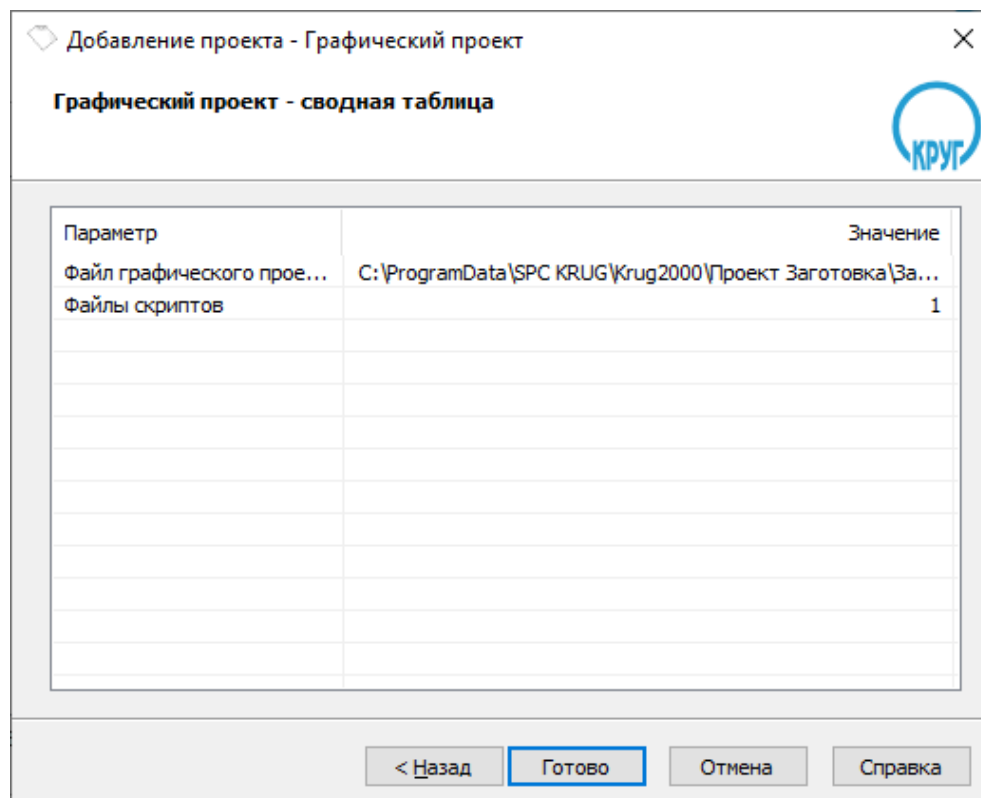 Добавление проекта - Графический проект
Графический проект - сводная таблица
КРУГ
Параметр Значение
Файл графического прое... C:\ProgramData\SPC KRUG\Krug2000\Проект Заготовка\За...
Файлы скриптов 1
< Назад Готово Отмена Справка